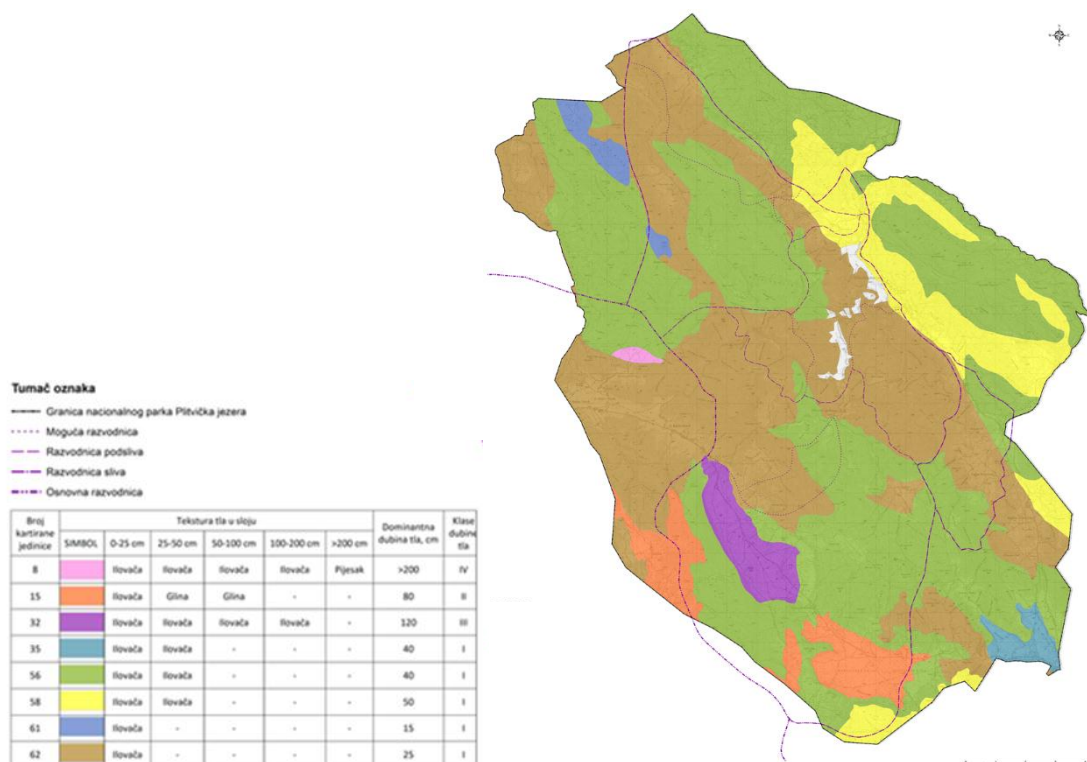 Tumač oznaka
Granica nacionalnog parka Plitvička jezera
Moguća razvodnica
Razvodnica podsliva
Razvodnica sliva
Osnovna razvodnica
Broj kartirane jedinice Tekstura tla u sloju Dominantna dubina tla, cm Klase dubine tla
SIMBOL 0-25 cm 25-50 cm 50-100 cm 100-200 cm >200 cm
8 Ilovača Ilovača Ilovača Ilovača Pijesak >200 IV
15 Ilovača Glina Glina - - 80 II
32 Ilovača Ilovača Ilovača Ilovača - 120 III
35 Ilovača Ilovača - - - 40 I
56 Ilovača Ilovača - - - 40 I
58 Ilovača Ilovača - - - 50 I
61 Ilovača - - - - 15 I
62 Ilovača - - - - 25 I